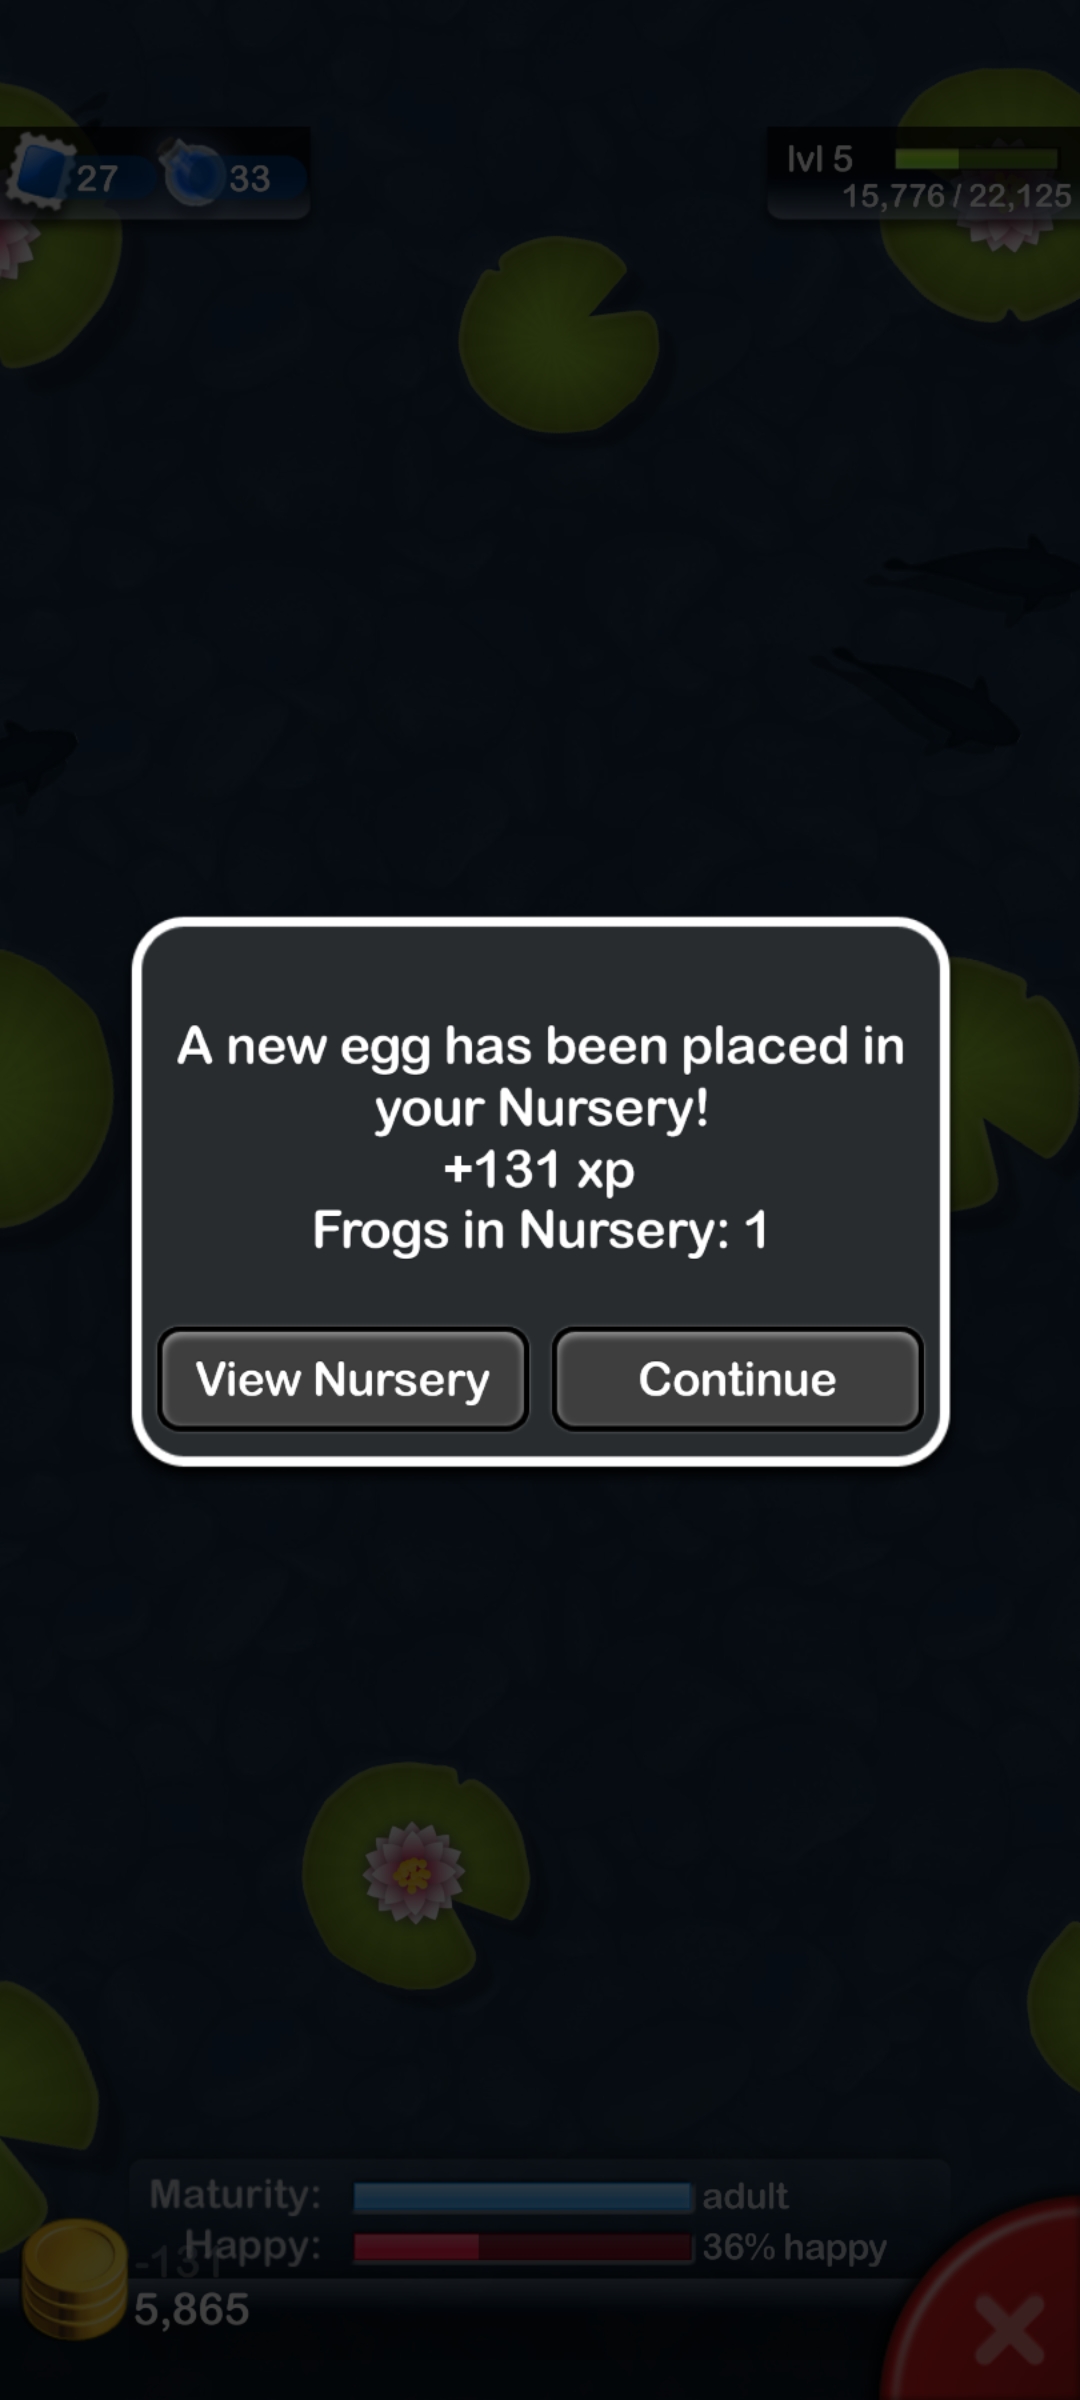 27
33
lvl 5
15,776 / 22,125
A new egg has been placed in
your Nursery!
+131 xp
Frogs in Nursery: 1
View Nursery
Continue
Maturity:
adult
Happy:
36% happy
-131
5,865